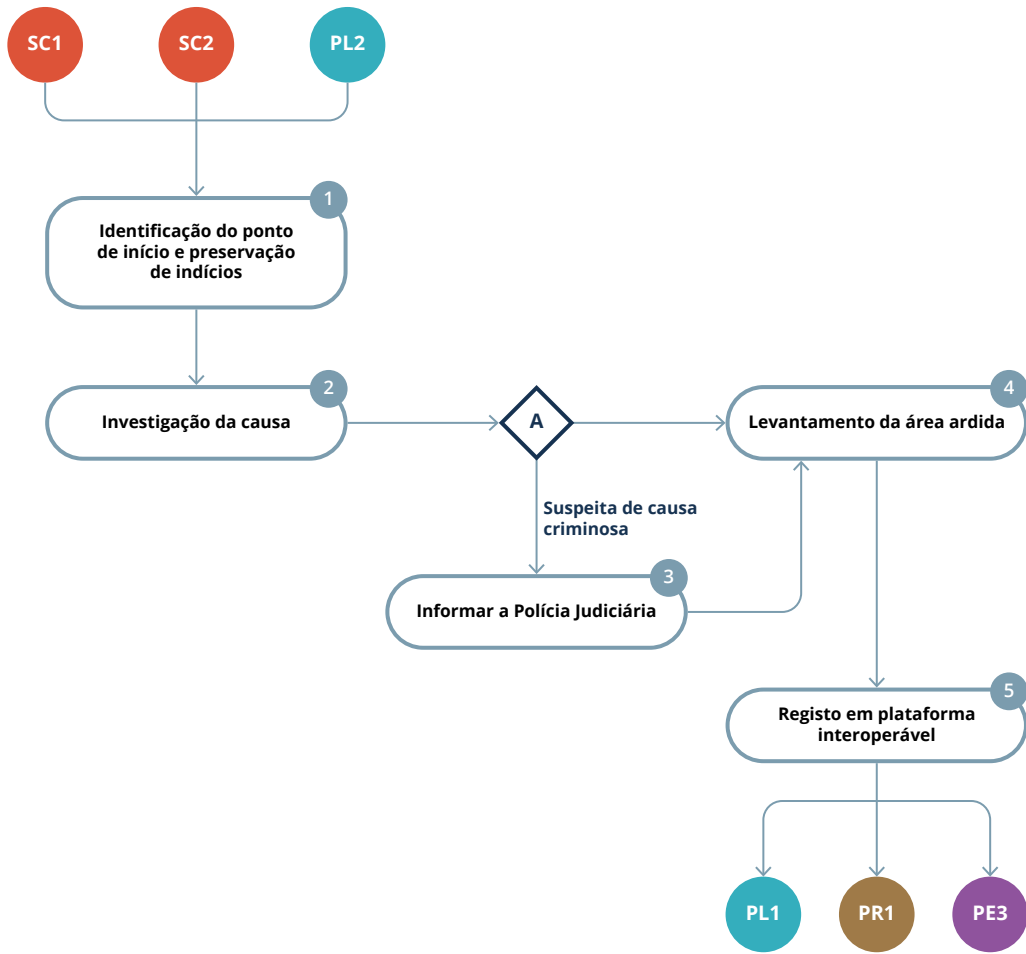 SC1
SC2
PL2
1
Identificação do ponto
de início e preservação
de indícios
2
Investigação da causa
A
4
Levantamento da área ardida
Suspeita de causa
criminosa
3
Informar a Polícia Judiciária
5
Registo em plataforma
interoperável
PL1
PR1
PE3